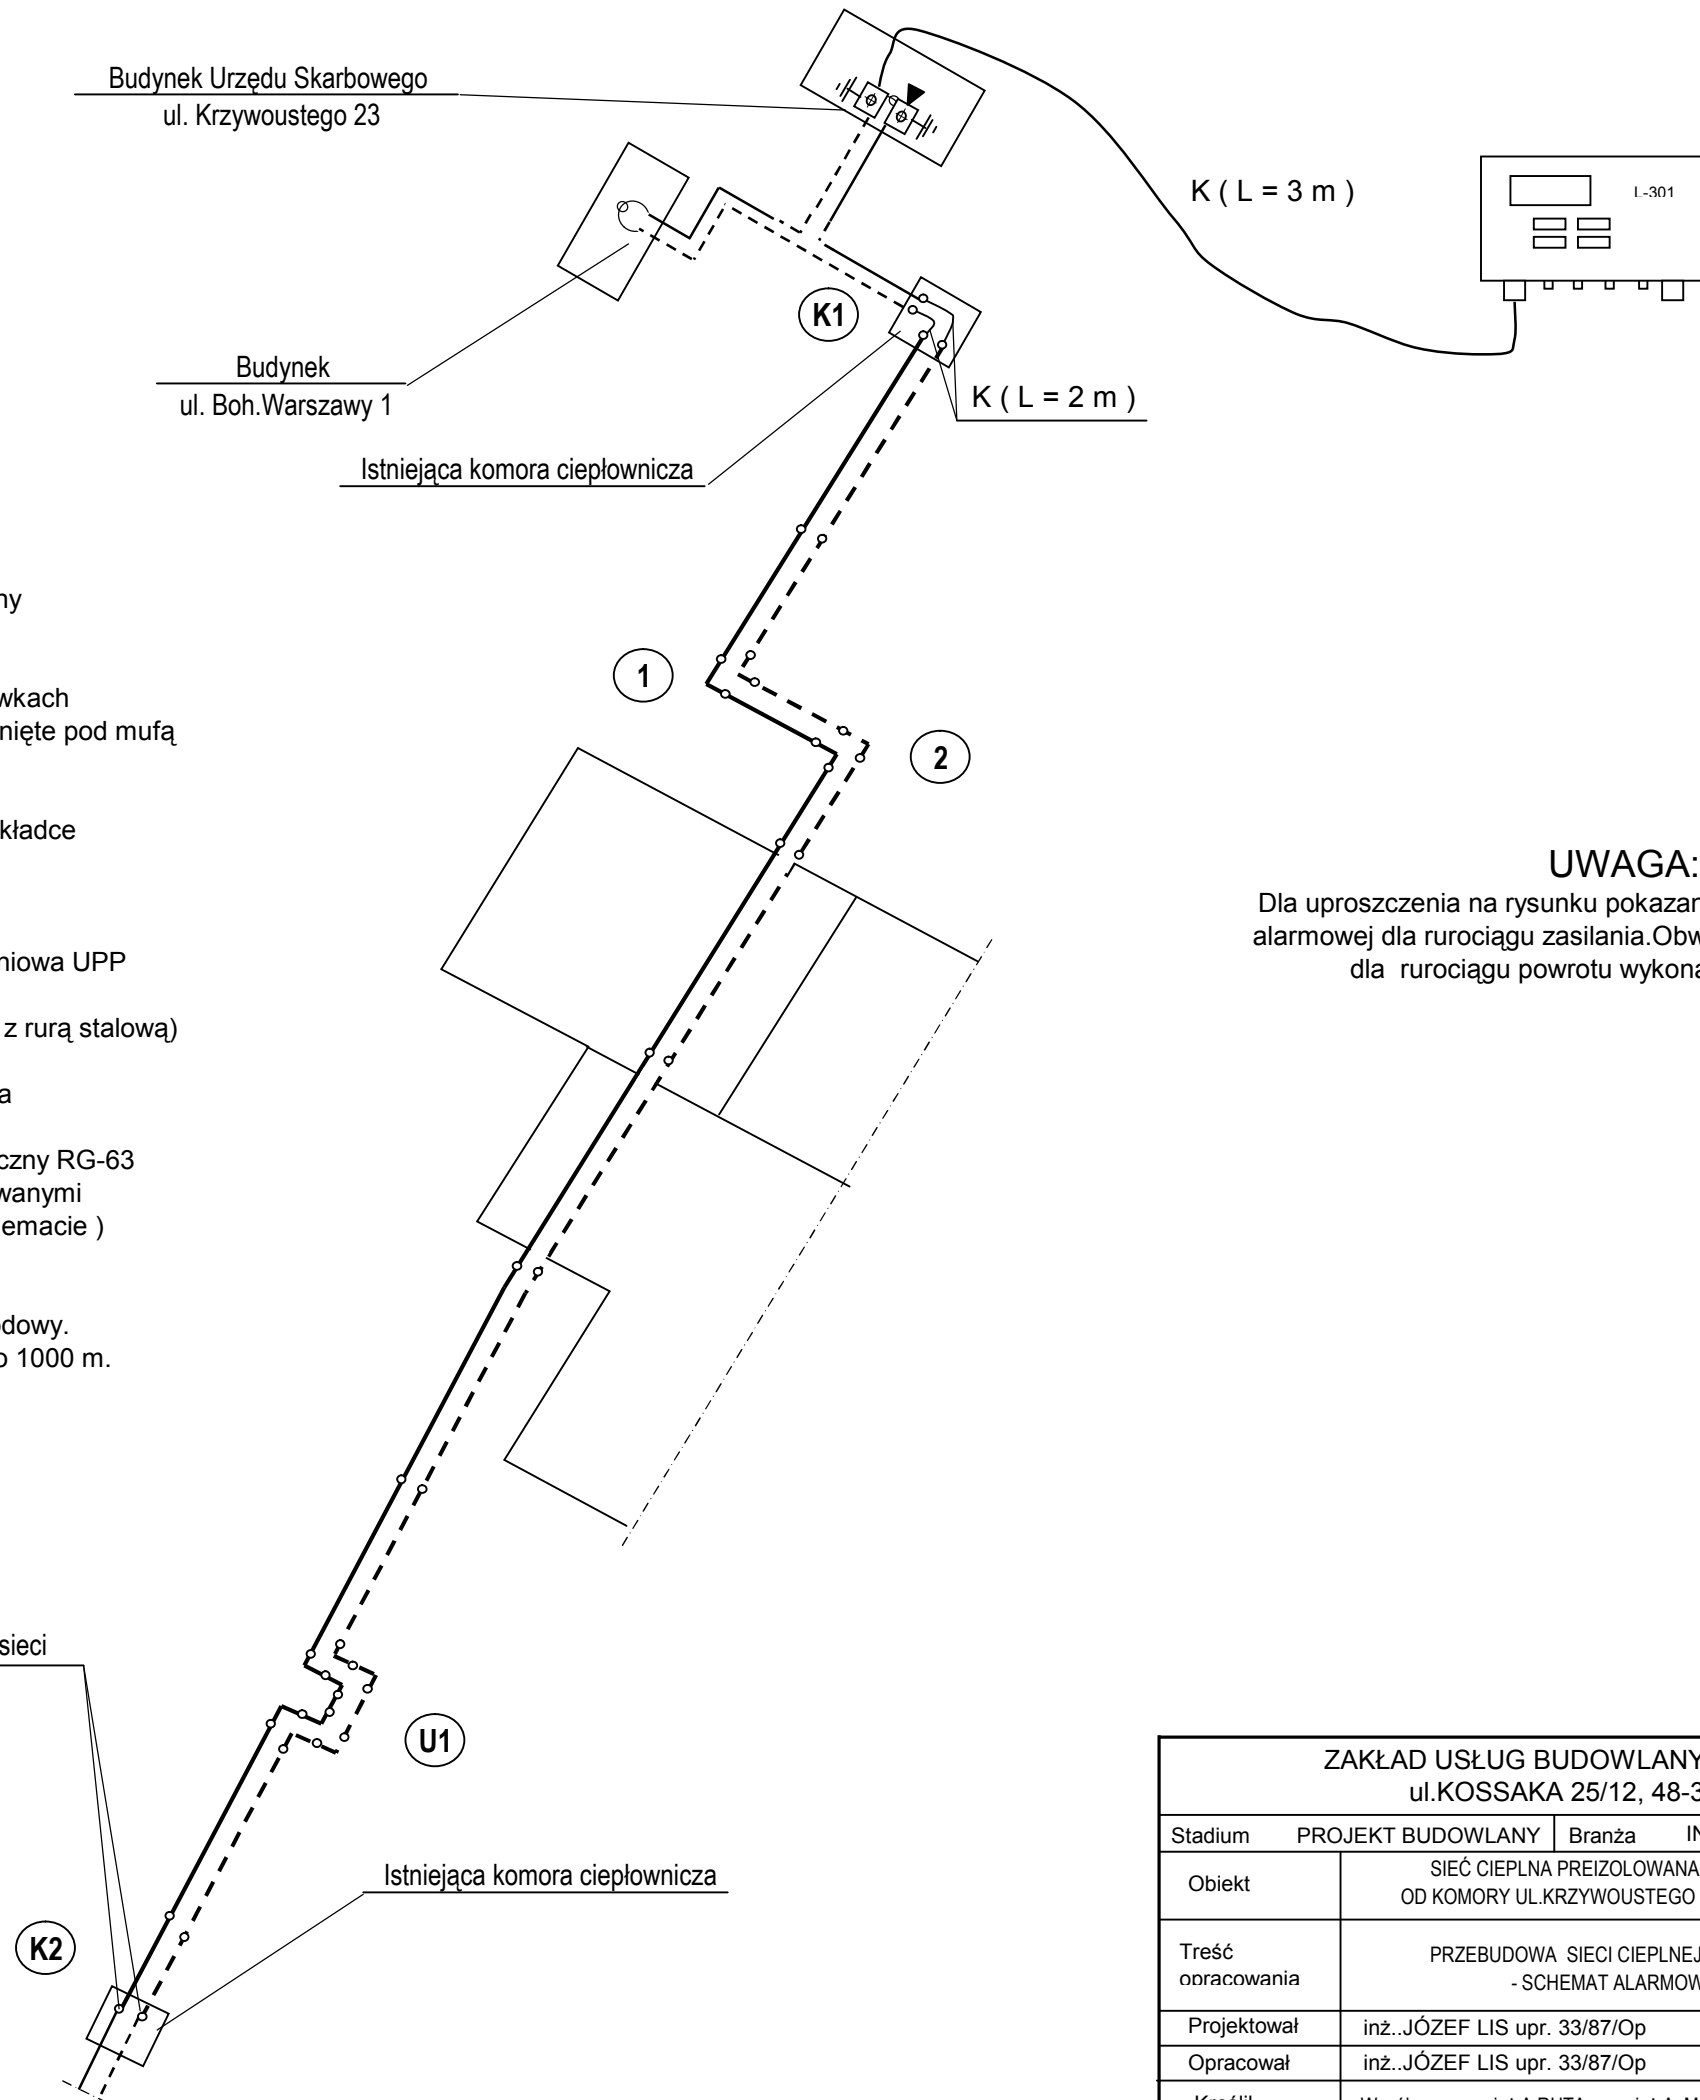 Budynek Urzędu Skarbowego
ul. Krzywoustego 23
K ( L = 3 m )
L-301
K1
Budynek
ul. Boh.Warszawy 1
K ( L = 2 m )
Istniejąca komora ciepłownicza
ny
wkach
nięte pod mufą
1
2
kładce
UWAGA:
Dla uproszczenia na rysunku pokazan
alarmowej dla rurociągu zasilania.Obw
dla rurociągu powrotu wykona
niowa UPP
z rurą stalową)
a
czny RG-63
wanymi
emacie )
odowy.
o 1000 m.
sieci
U1
Istniejąca komora ciepłownicza
K2
ZAKŁAD USŁUG BUDOWLANY
ul.KOSSAKA 25/12, 48-3
Stadium PROJEKT BUDOWLANY Branża IN
Obiekt SIEĆ CIEPLNA PREIZOLOWANA
OD KOMORY UL.KRZYWOUSTEGO
Treść opracowania PRZEBUDOWA SIECI CIEPLNEJ
- SCHEMAT ALARMOW
Projektował inż..JÓZEF LIS upr. 33/87/Op
Opracował inż..JÓZEF LIS upr. 33/87/Op